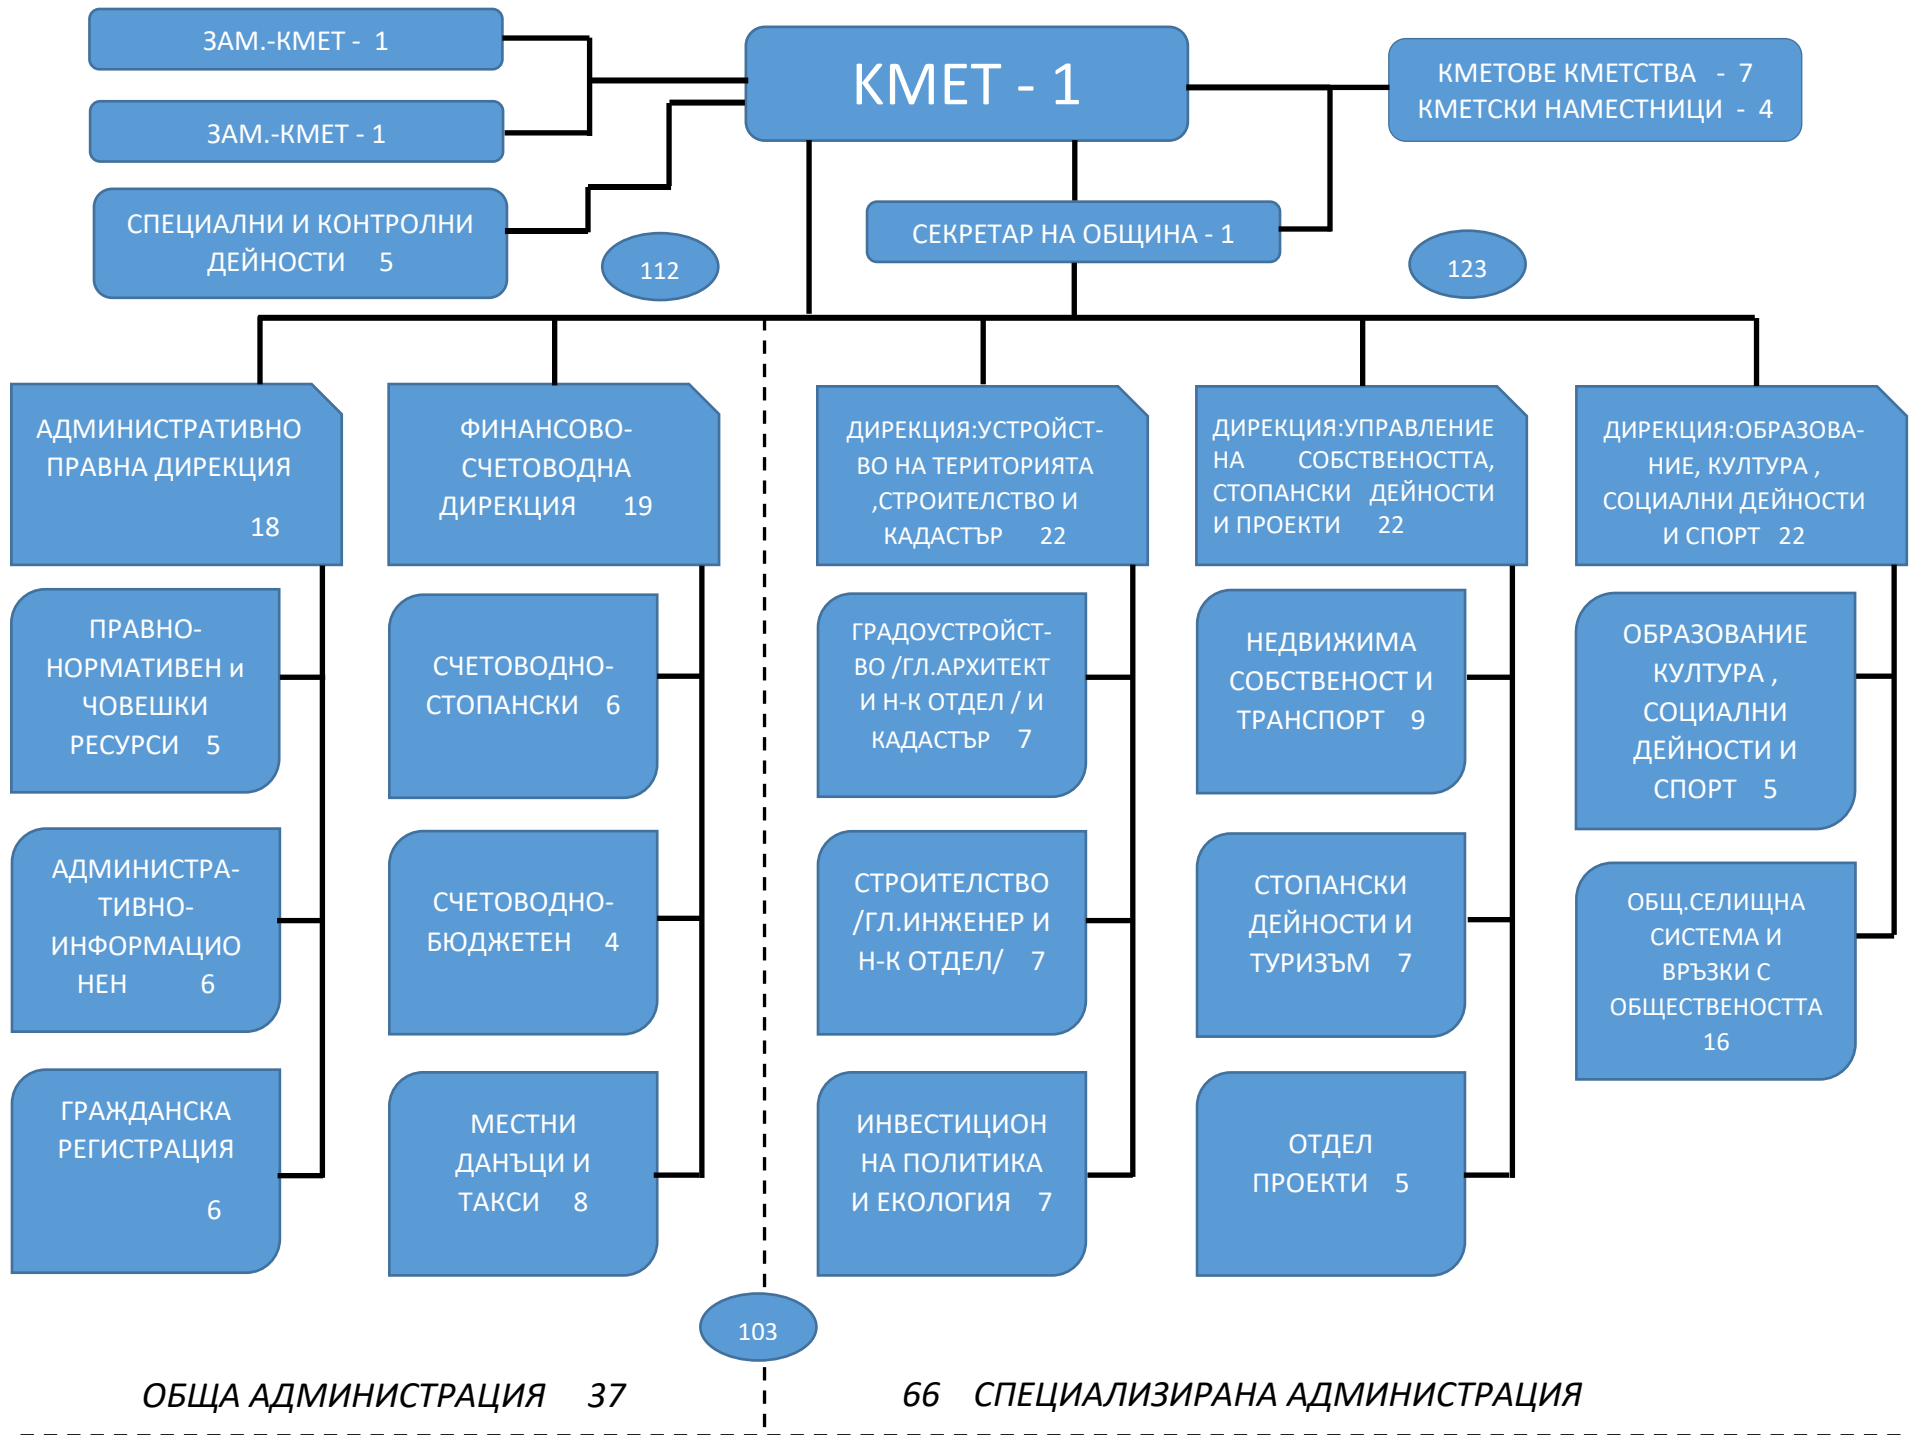 ЗАМ.-КМЕТ - 1
ЗАМ.-КМЕТ - 1
СПЕЦИАЛНИ И КОНТРОЛНИ
ДЕЙНОСТИ 5
КМЕТ - 1
КМЕТОВЕ КМЕТСТВА - 7
КМЕТСКИ НАМЕСТНИЦИ - 4
СЕКРЕТАР НА ОБЩИНА - 1
112
123
АДМИНИСТРАТИВНО
ПРАВНА ДИРЕКЦИЯ
18
ФИНАНСОВО-
СЧЕТОВОДНА
ДИРЕКЦИЯ 19
ДИРЕКЦИЯ:УСТРОЙСТ-
ВО НА ТЕРИТОРИЯТА
,СТРОИТЕЛСТВО И
КАДАСТЪР 22
ДИРЕКЦИЯ:УПРАВЛЕНИЕ
НА СОБСТВЕНОСТТА,
СТОПАНСКИ ДЕЙНОСТИ
И ПРОЕКТИ 22
ДИРЕКЦИЯ:ОБРАЗОВА-
НИЕ, КУЛТУРА ,
СОЦИАЛНИ ДЕЙНОСТИ
И СПОРТ 22
ПРАВНО-
НОРМАТИВЕН и
ЧОВЕШКИ
РЕСУРСИ 5
АДМИНИСТРА-
ТИВНО-
ИНФОРМАЦИО
НЕН 6
ГРАЖДАНСКА
РЕГИСТРАЦИЯ
6
СЧЕТОВОДНО-
СТОПАНСКИ 6
СЧЕТОВОДНО-
БЮДЖЕТЕН 4
МЕСТНИ
ДАНЪЦИ И
ТАКСИ 8
ГРАДОУСТРОЙСТ-
ВО /ГЛ.АРХИТЕКТ
И Н-К ОТДЕЛ / И
КАДАСТЪР 7
СТРОИТЕЛСТВО
/ГЛ.ИНЖЕНЕР И
Н-К ОТДЕЛ/ 7
ИНВЕСТИЦИОН
НА ПОЛИТИКА
И ЕКОЛОГИЯ 7
НЕДВИЖИМА
СОБСТВЕНОСТ И
ТРАНСПОРТ 9
СТОПАНСКИ
ДЕЙНОСТИ И
ТУРИЗЪМ 7
ОТДЕЛ
ПРОЕКТИ 5
ОБРАЗОВАНИЕ
КУЛТУРА ,
СОЦИАЛНИ
ДЕЙНОСТИ И
СПОРТ 5
ОБЩ.СЕЛИЩНА
СИСТЕМА И
ВРЪЗКИ С
ОБЩЕСТВЕНОСТТА
16
103
ОБЩА АДМИНИСТРАЦИЯ 37
66 СПЕЦИАЛИЗИРАНА АДМИНИСТРАЦИЯ